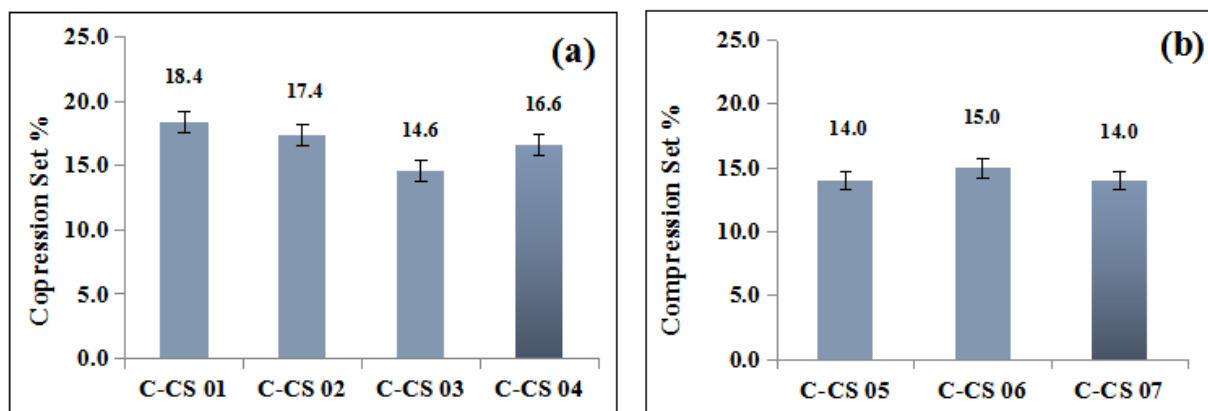 (a)
Copression Set %
25.0
20.0
15.0
10.0
5.0
0.0
18.4
17.4
14.6
16.6
C-CS 01
C-CS 02
C-CS 03
C-CS 04
(b)
Compression Set %
25.0
20.0
15.0
10.0
5.0
0.0
14.0
15.0
14.0
C-CS 05
C-CS 06
C-CS 07